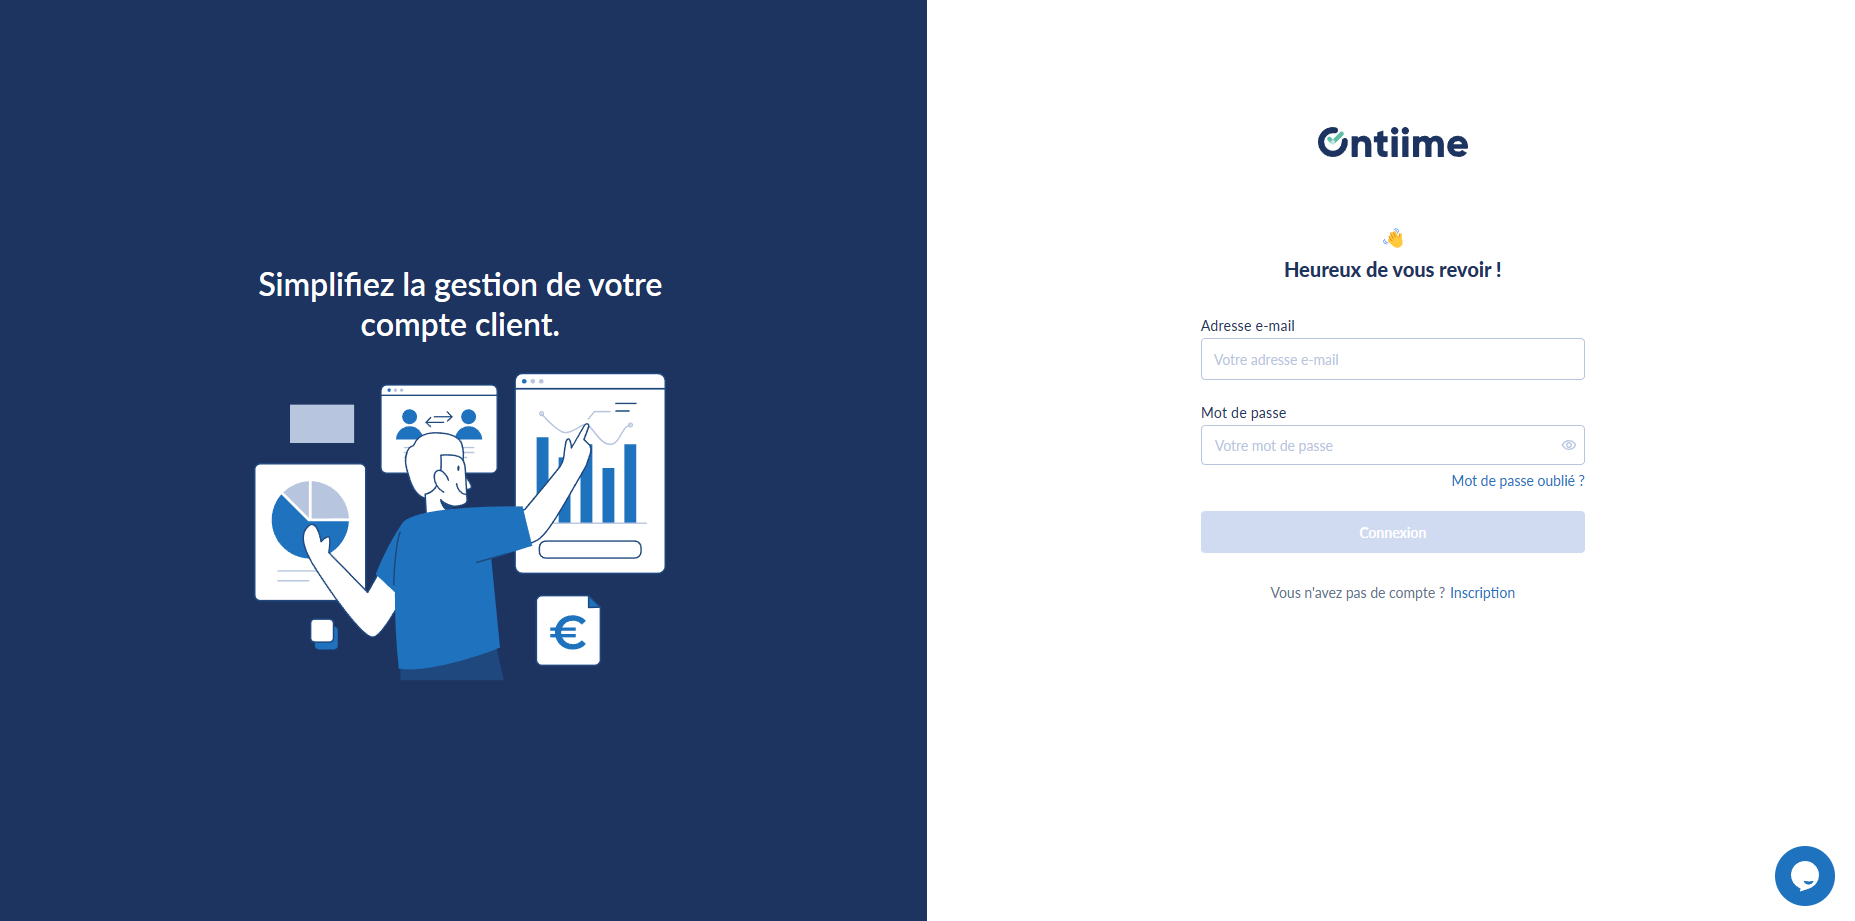 Simplifiez la gestion de votre
compte client.
€
Ontiime
Heureux de vous revoir !
Adresse e-mail
Votre adresse e-mail
Mot de passe
Votre mot de passe
Mot de passe oublié ?
Connexion
Vous n'avez pas de compte ? Inscription